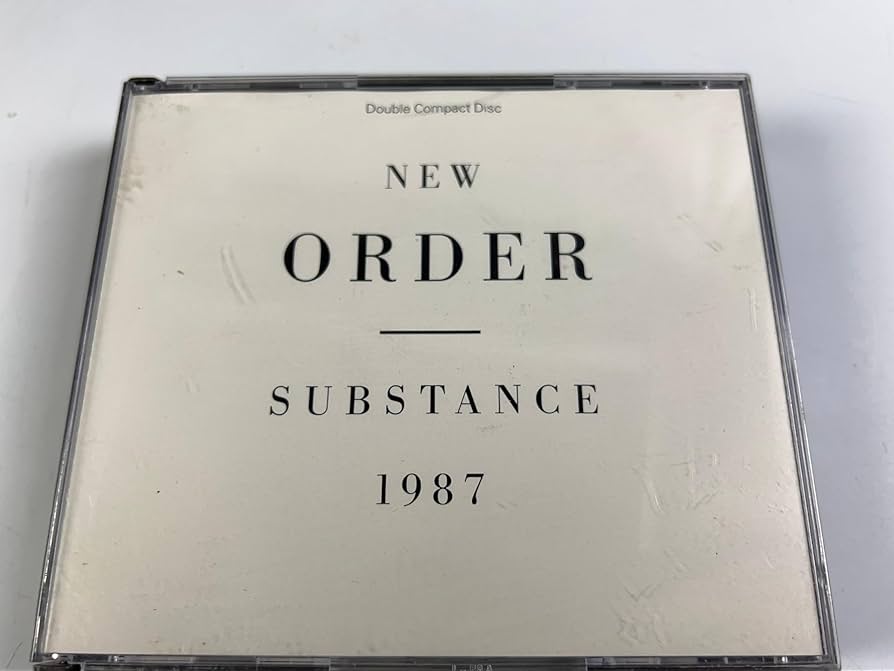 Double Compact Disc
NEW
ORDER
SUBSTANCE
1987